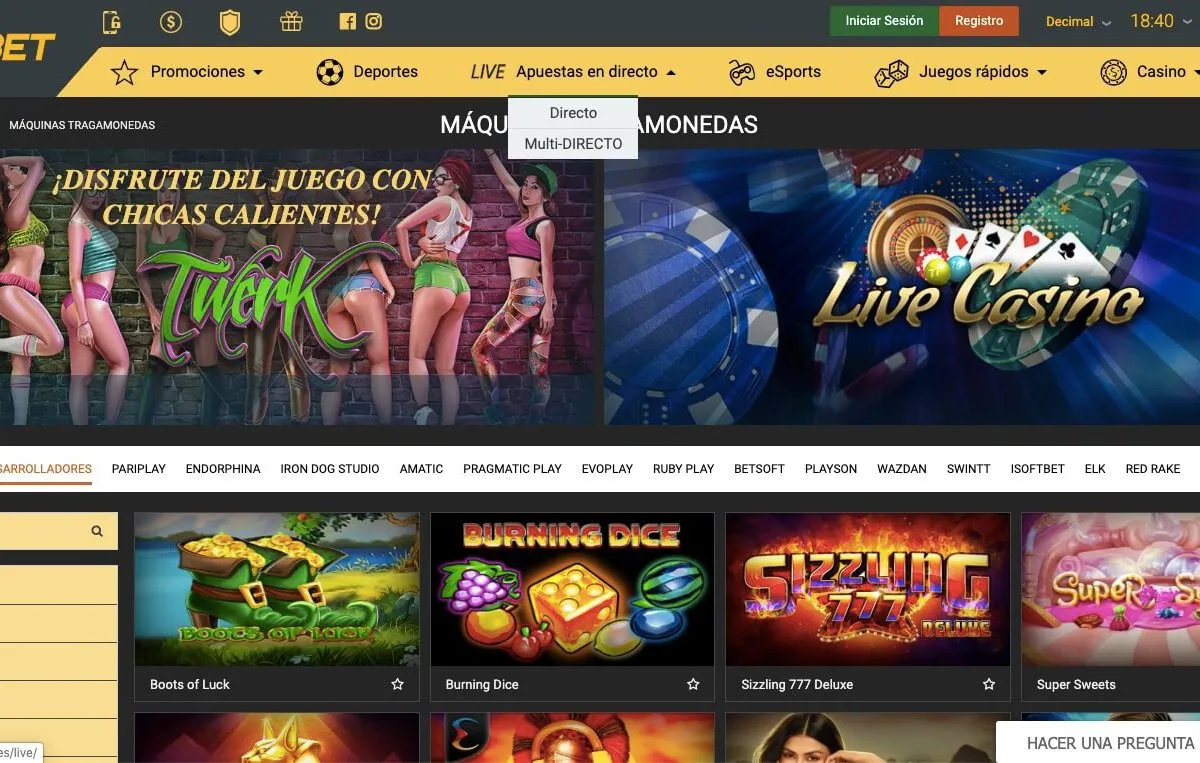 BET
Iniciar Sesión
Registro
Decimal
18:40
Promociones
Deportes
LIVE Apuestas en directo
eSports
Juegos rápidos
Casino
Directo
Multi-DIRECTO
MÁQUINAS TRAGAMONEDAS
MÁQU AMONEDAS
¡DISFRUTE DEL JUEGO CON
CHICAS CALIENTES!
Twerk
Live Casino
SARROLLADORES
PARIPLAY
ENDORPHINA
IRON DOG STUDIO
AMATIC
PRAGMATIC PLAY
EVOPLAY
RUBY PLAY
BETSOFT
PLAYSON
WAZDAN
SWINTT
ISOFTBET
ELK
RED RAKE
BOOTS OF LUCK
BURNING DICE
SIZZLING
777
DELUXE
SUPER S
Boots of Luck
Burning Dice
Sizzling 777 Deluxe
Super Sweets
es/live/
HACER UNA PREGUNTA